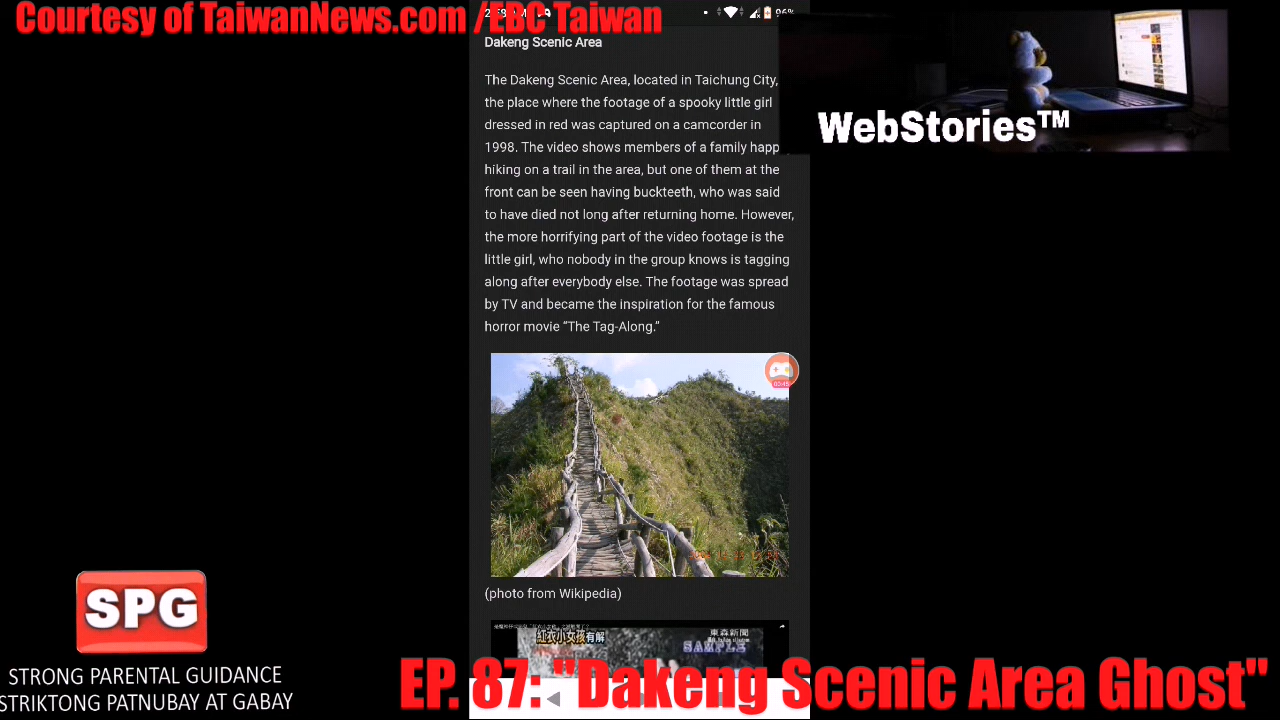 Courtesy of TaiwanNews.com /EBC Taiwan
96%
Dakeng Scenic Area
The Dakeng Scenic Area, located in Taichung City,
the place where the footage of a spooky little girl
dressed in red was captured on a camcorder in
1998. The video shows members of a family happ
hiking on a trail in the area, but one of them at the
front can be seen having buckteeth, who was said
to have died not long after returning home. However,
the more horrifying part of the video footage is the
little girl, who nobody in the group knows is tagging
along after everybody else. The footage was spread
by TV and became the inspiration for the famous
horror movie “The Tag-Along.”
WebStories™
(photo from Wikipedia)
紅衣小女孩有解
東森新聞
SAMPLE
SPG
STRONG PARENTAL GUIDANCE
STRIKTONG PATNUBAY AT GABAY
EP. 87: "Dakeng Scenic Area Ghost"